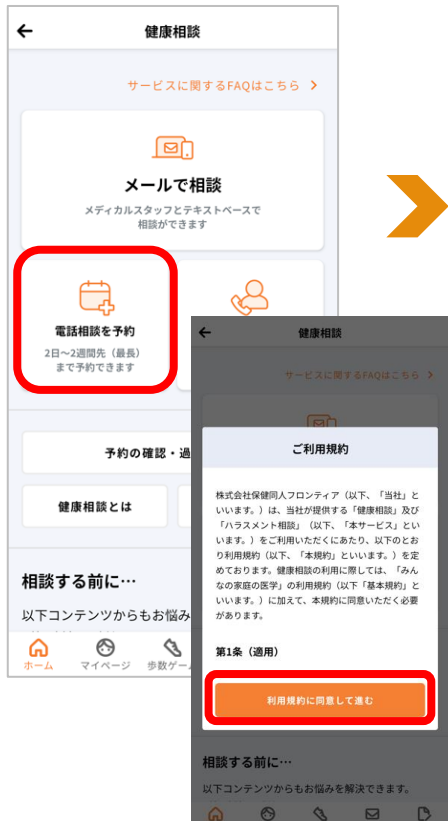 健康相談
サービスに関するFAQはこちら
メールで相談
メディカルスタッフとテキストベースで
相談ができます
電話相談を予約
2日～2週間先（最長）
まで予約できます
予約の確認・過
健康相談とは
相談する前に…
以下コンテンツからもお悩み
ホーム
マイページ
歩数ゲー
健康相談
サービスに関するFAQはこちら
ご利用規約
株式会社保健同人フロンティア（以下、「当社」と
いいます。）は、当社が提供する「健康相談」及び
「ハラスメント相談」（以下、「本サービス」とい
います。）をご利用いただくにあたり、以下のとお
り利用規約（以下、「本規約」といいます。）を定
めております。健康相談の利用に際しては、「みん
なの家庭の医学」の利用規約（以下「基本規約」と
いいます。）に加えて、本規約に同意いただく必要
があります。
第1条（適用）
利用規約に同意して進む
相談する前に…
以下コンテンツからもお悩みを解決できます。